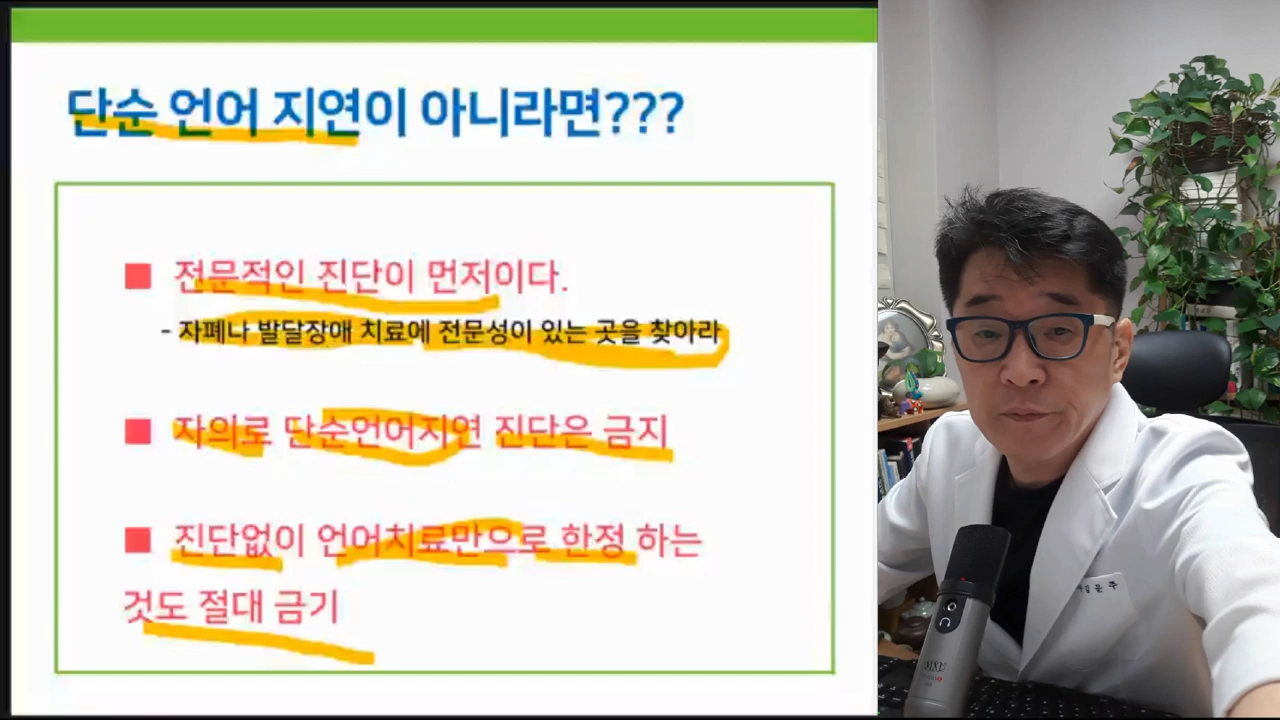 단순 언어 지연이 아니라면???
■ 전문적인 진단이 먼저이다.
- 자폐나 발달장애 치료에 전문성이 있는 곳을 찾아라
■ 자의로 단순언어지연 진단은 금지
■ 진단없이 언어치료만으로 한정 하는
것도 절대 금기
김문주